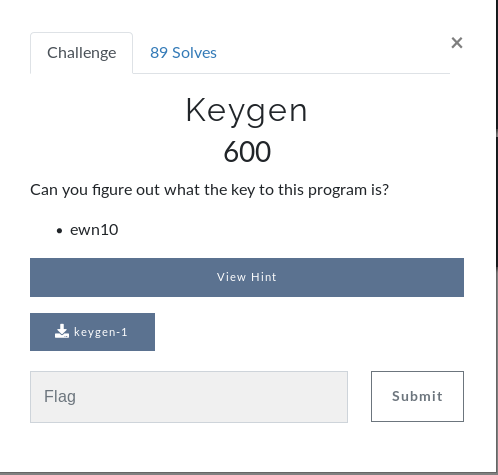 Challenge
89 Solves
×
Keygen
600
Can you figure out what the key to this program is?
• ewn10
View Hint
keygen-1
Flag
Submit